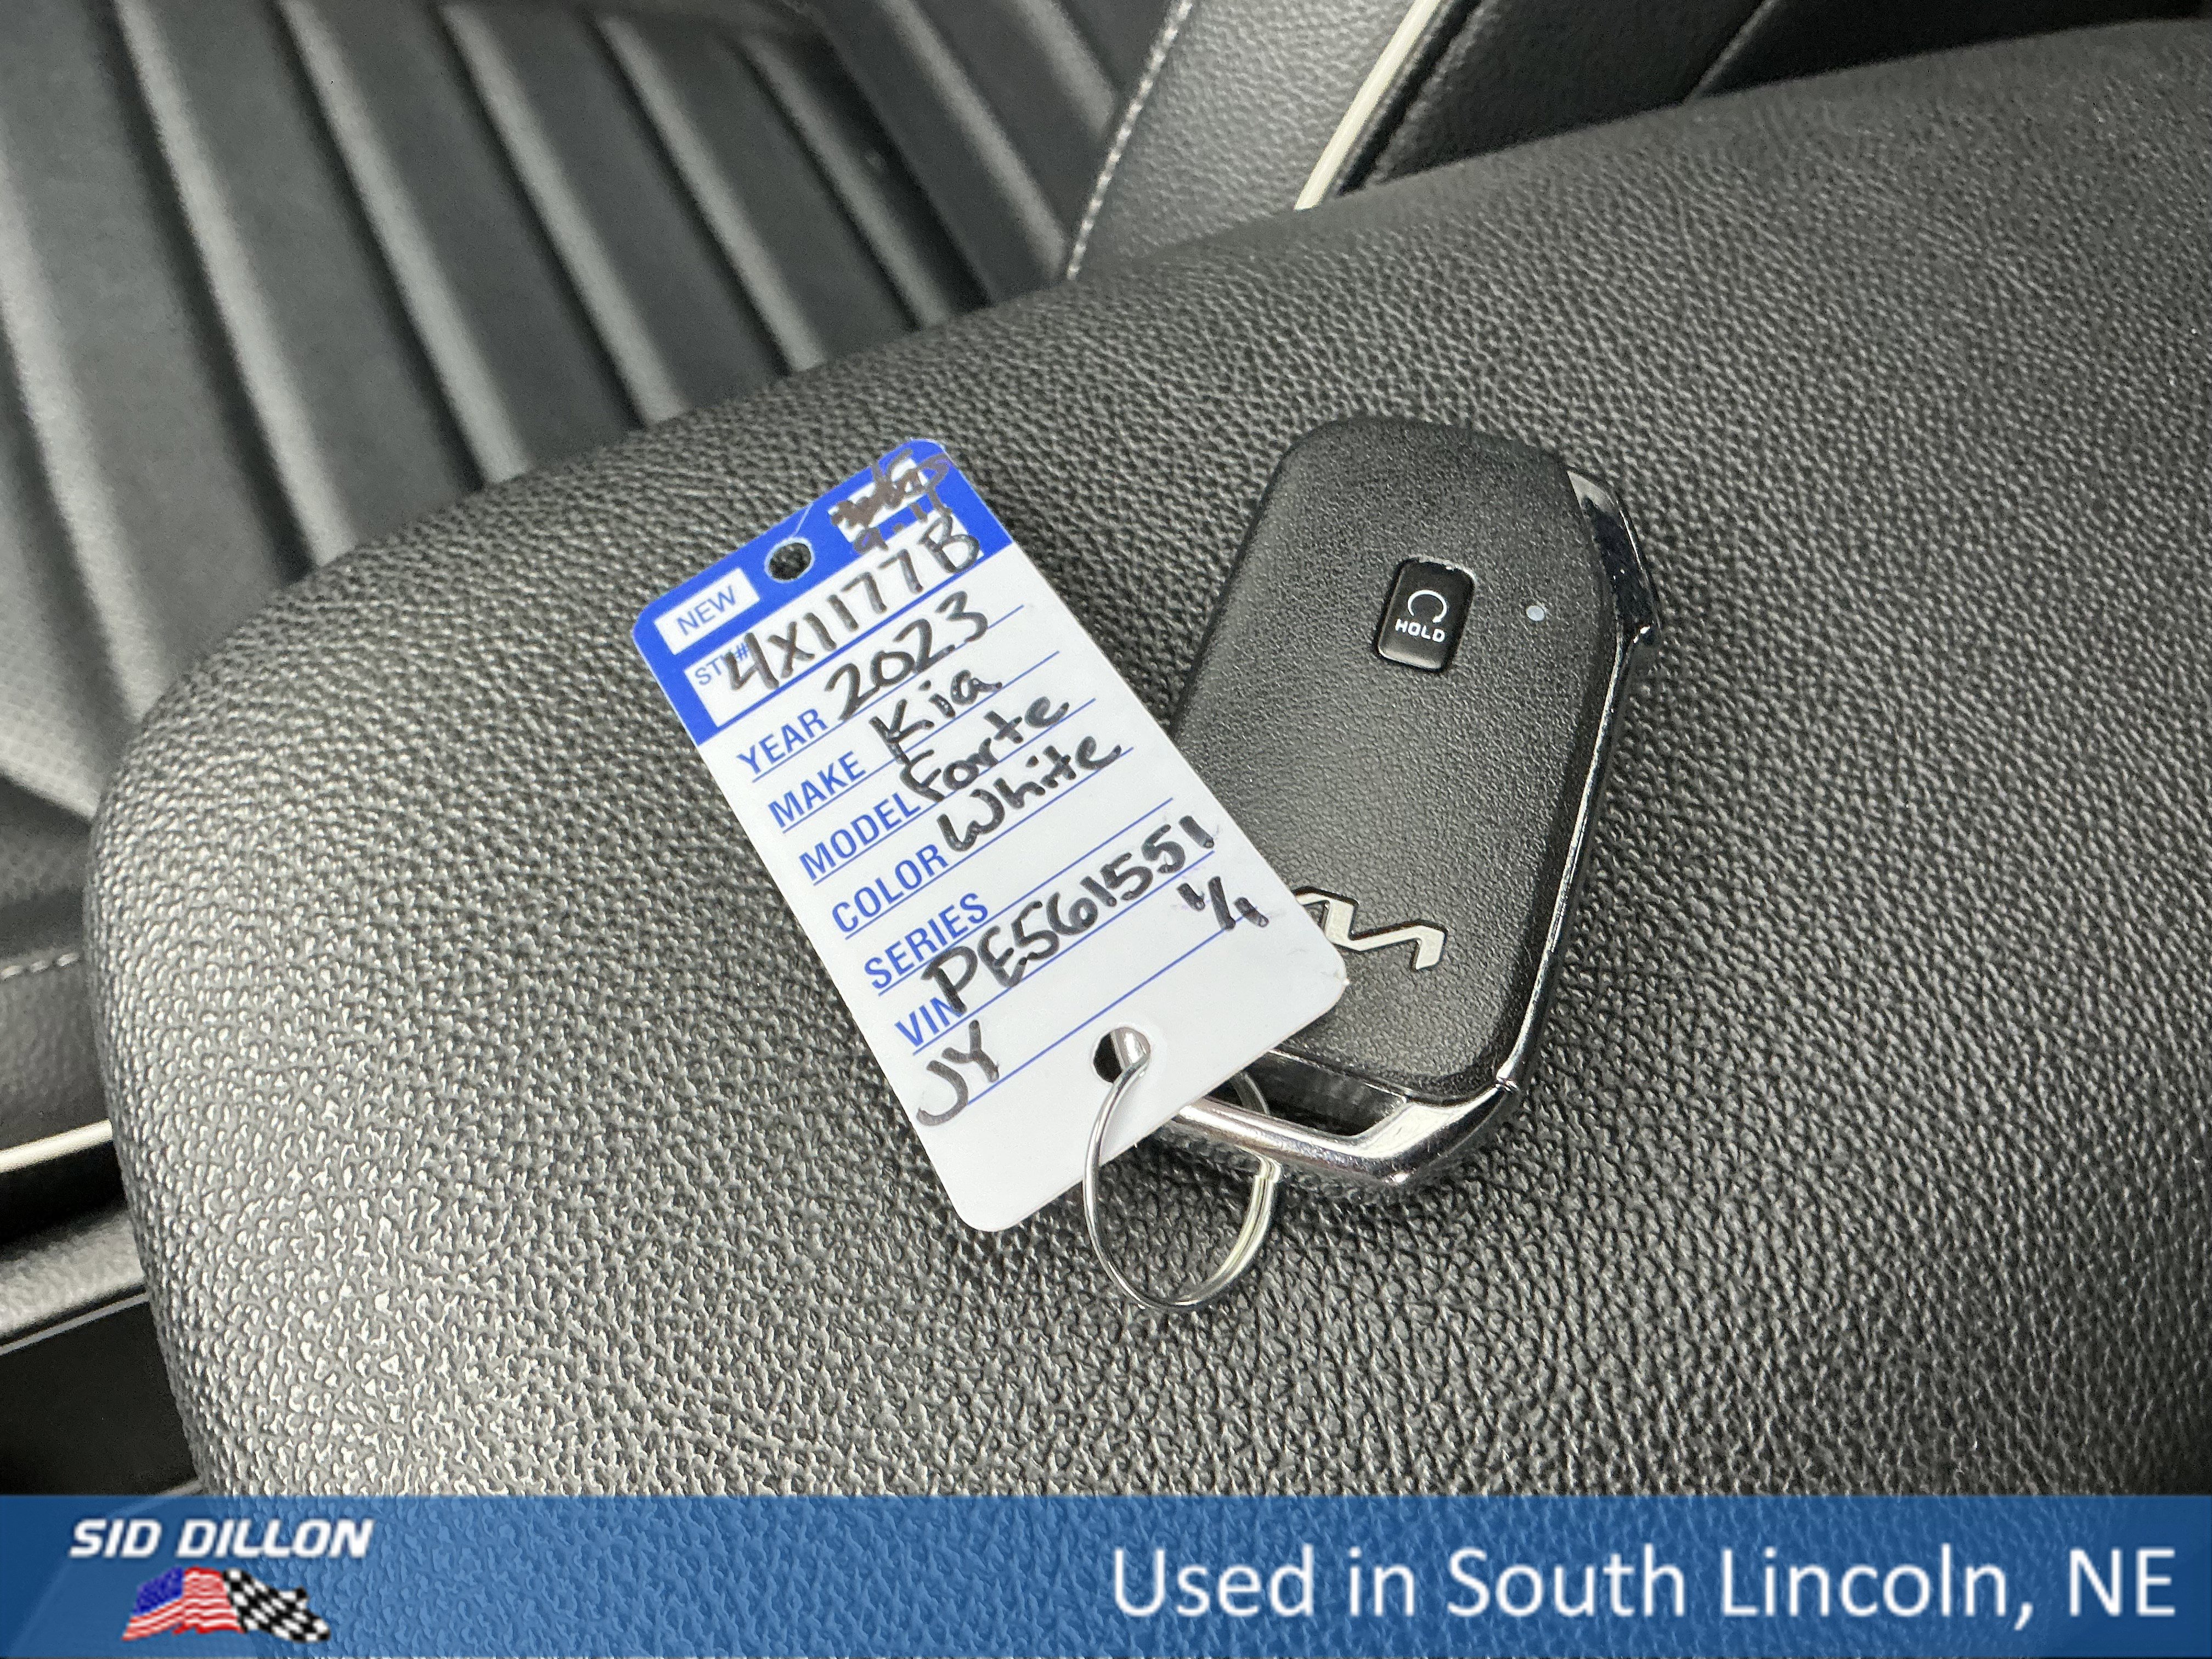 9-11
NEW
STK# 4X1177B
YEAR 2023
MAKE Kia
MODEL Forte
COLOR White
SERIES
VIN PE561551
1/1
JY
HOLD
KIA
SID DILLON
Used in South Lincoln, NE